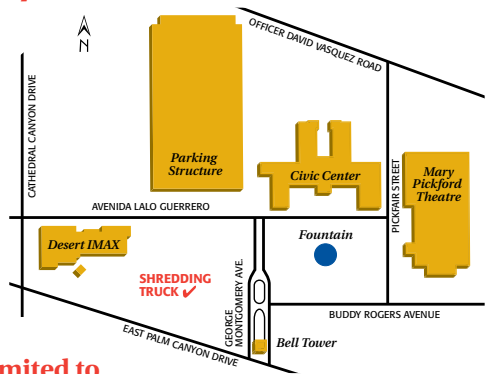 N
OFFICER DAVID VASQUEZ ROAD
CATHEDRAL CANYON DRIVE
Parking
Structure
Civic Center
PICKFAIR STREET
Mary
Pickford
Theatre
AVENIDA LALO GUERRERO
Desert IMAX
Fountain
SHREDDING
TRUCK ✓
GEORGE
MONTGOMERY AVE.
BUDDY ROGERS AVENUE
EAST PALM CANYON DRIVE
Bell Tower
mited to